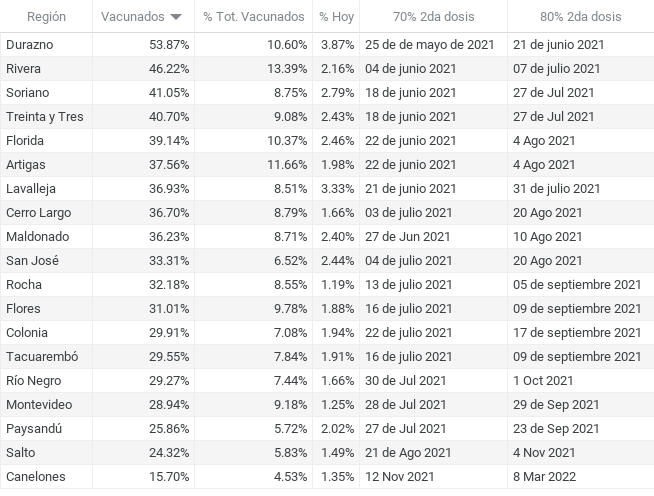 Región Vacunados % Tot. Vacunados % Hoy 70% 2da dosis 80% 2da dosis
Durazno 53.87% 10.60% 3.87% 25 de de mayo de 2021 21 de junio 2021
Rivera 46.22% 13.39% 2.16% 04 de junio 2021 07 de julio 2021
Soriano 41.05% 8.75% 2.79% 18 de junio 2021 27 de Jul 2021
Treinta y Tres 40.70% 9.08% 2.43% 18 de junio 2021 27 de Jul 2021
Florida 39.14% 10.37% 2.46% 22 de junio 2021 4 Ago 2021
Artigas 37.56% 11.66% 1.98% 22 de junio 2021 4 Ago 2021
Lavalleja 36.93% 8.51% 3.33% 21 de junio 2021 31 de julio 2021
Cerro Largo 36.70% 8.79% 1.66% 03 de julio 2021 20 Ago 2021
Maldonado 36.23% 8.71% 2.40% 27 de Jun 2021 10 Ago 2021
San José 33.31% 6.52% 2.44% 04 de julio 2021 20 Ago 2021
Rocha 32.18% 8.55% 1.19% 13 de julio 2021 05 de septiembre 2021
Flores 31.01% 9.78% 1.88% 16 de julio 2021 09 de septiembre 2021
Colonia 29.91% 7.08% 1.94% 22 de julio 2021 17 de septiembre 2021
Tacuarembó 29.55% 7.84% 1.91% 16 de julio 2021 09 de septiembre 2021
Río Negro 29.27% 7.44% 1.66% 30 de Jul 2021 1 Oct 2021
Montevideo 28.94% 9.18% 1.25% 28 de Jul 2021 29 de Sep 2021
Paysandú 25.86% 5.72% 2.02% 27 de Jul 2021 23 de Sep 2021
Salto 24.32% 5.83% 1.49% 21 de Ago 2021 4 Nov 2021
Canelones 15.70% 4.53% 1.35% 12 Nov 2021 8 Mar 2022